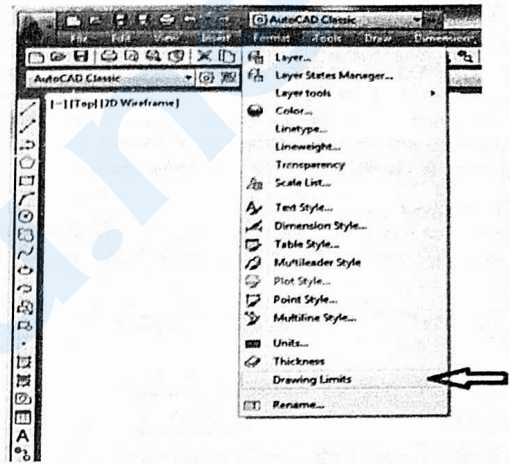 AutoCAD Classic
File Edit View Insert Format Tools Draw Dimension
AutoCAD Classic
[-] [Top] [2D Wireframe]
Layer...
Layer States Manager...
Layer tools
Color...
Linetype...
Lineweight...
Transparency
Scale List...
Text Style...
Dimension Style...
Table Style...
Multileader Style
Plot Style...
Point Style...
Multiline Style...
Units...
Thickness
Drawing Limits
Rename...
A